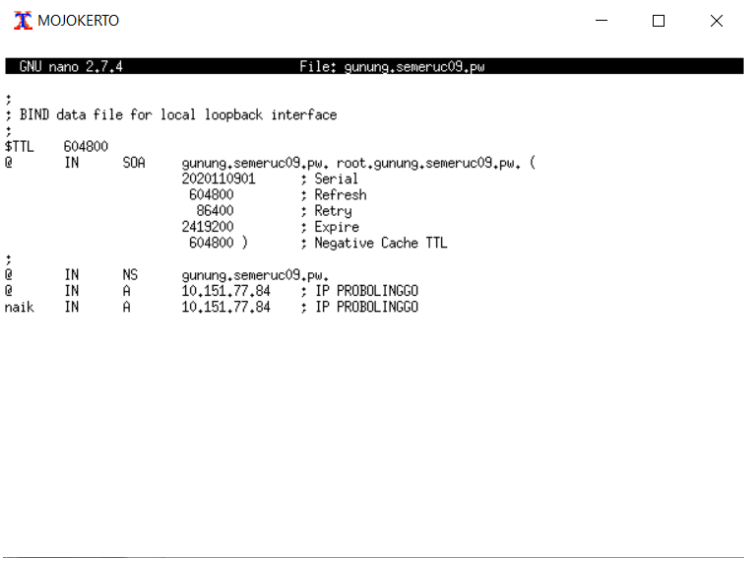 MOJOKERTO
GNU nano 2.7.4 File: gunung.semeruc09.pw
;
; BIND data file for local loopback interface
;
$TTL 604800
@ IN SOA gunung.semeruc09.pw. root.gunung.semeruc09.pw. (
2020110901 ; Serial
604800 ; Refresh
86400 ; Retry
2419200 ; Expire
604800 ) ; Negative Cache TTL
;
@ IN NS gunung.semeruc09.pw.
@ IN A 10.151.77.84 ; IP PROBOLINGGO
naik IN A 10.151.77.84 ; IP PROBOLINGGO